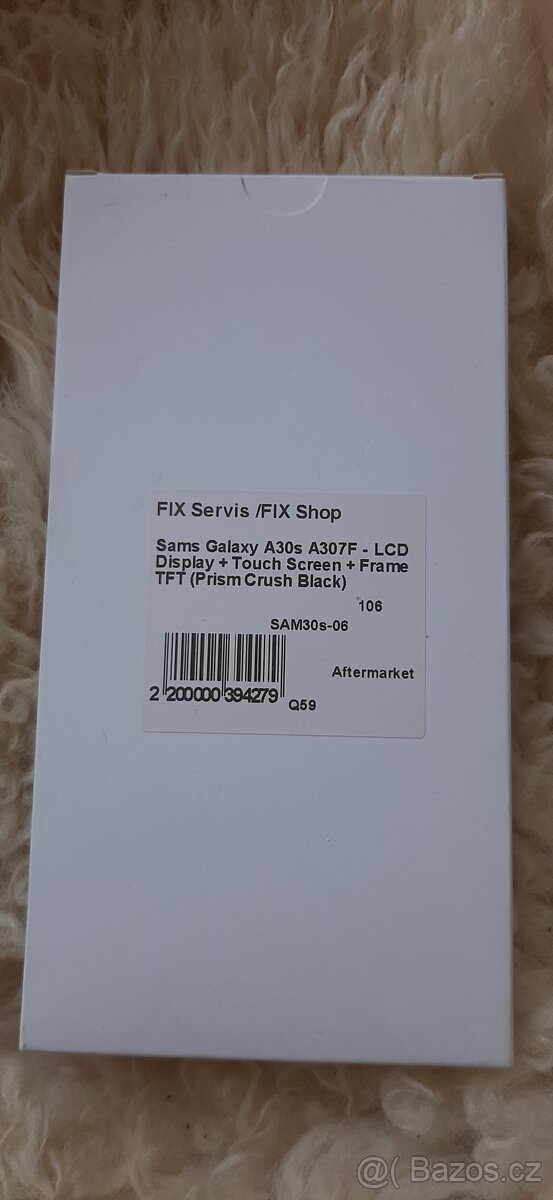 FIX Servis /FIX Shop
Sams Galaxy A30s A307F - LCD
Display + Touch Screen + Frame
TFT (Prism Crush Black)
106
SAM30s-06
Aftermarket
2 200000 394279
Q59
@( Bazos.cz